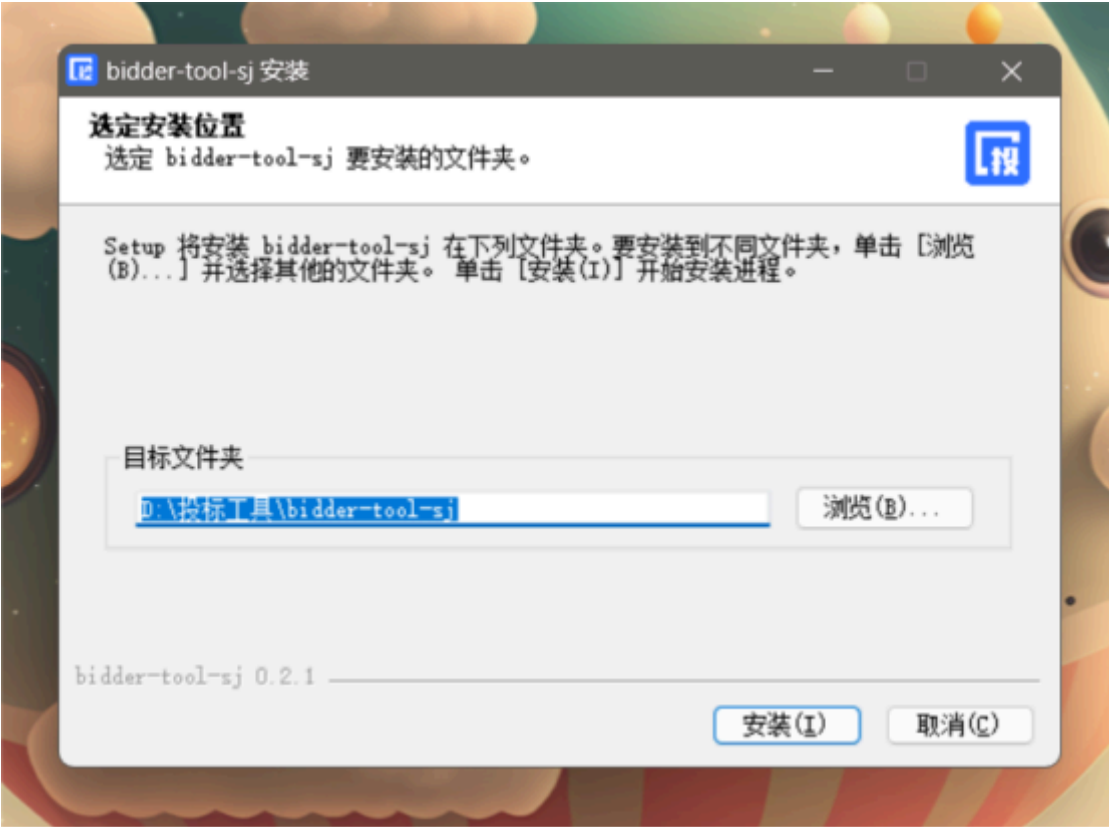 bidder-tool-sj 安装
选定安装位置
选定 bidder-tool-sj 要安装的文件夹。
投
Setup 将安装 bidder-tool-sj 在下列文件夹。要安装到不同文件夹，单击 [浏览
(B)...] 并选择其他的文件夹。 单击 [安装(I)] 开始安装进程。
目标文件夹
D:\投标工具\bidder-tool-sj
浏览(B)...
bidder-tool-sj 0.2.1
安装(I)
取消(C)